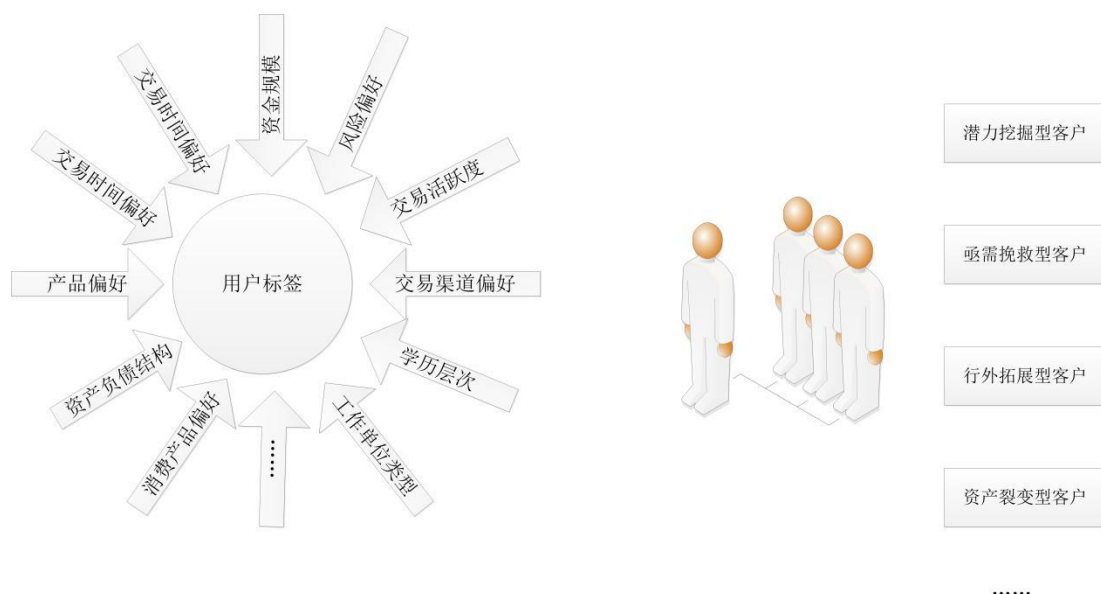 资金规模
风险偏好
交易活跃度
交易渠道偏好
学历层次
工作单位类型
……
消费产品偏好
资产负债结构
产品偏好
交易时间偏好
交易时间偏好
用户标签
潜力挖掘型客户
亟需挽救型客户
行外拓展型客户
资产裂变型客户
……